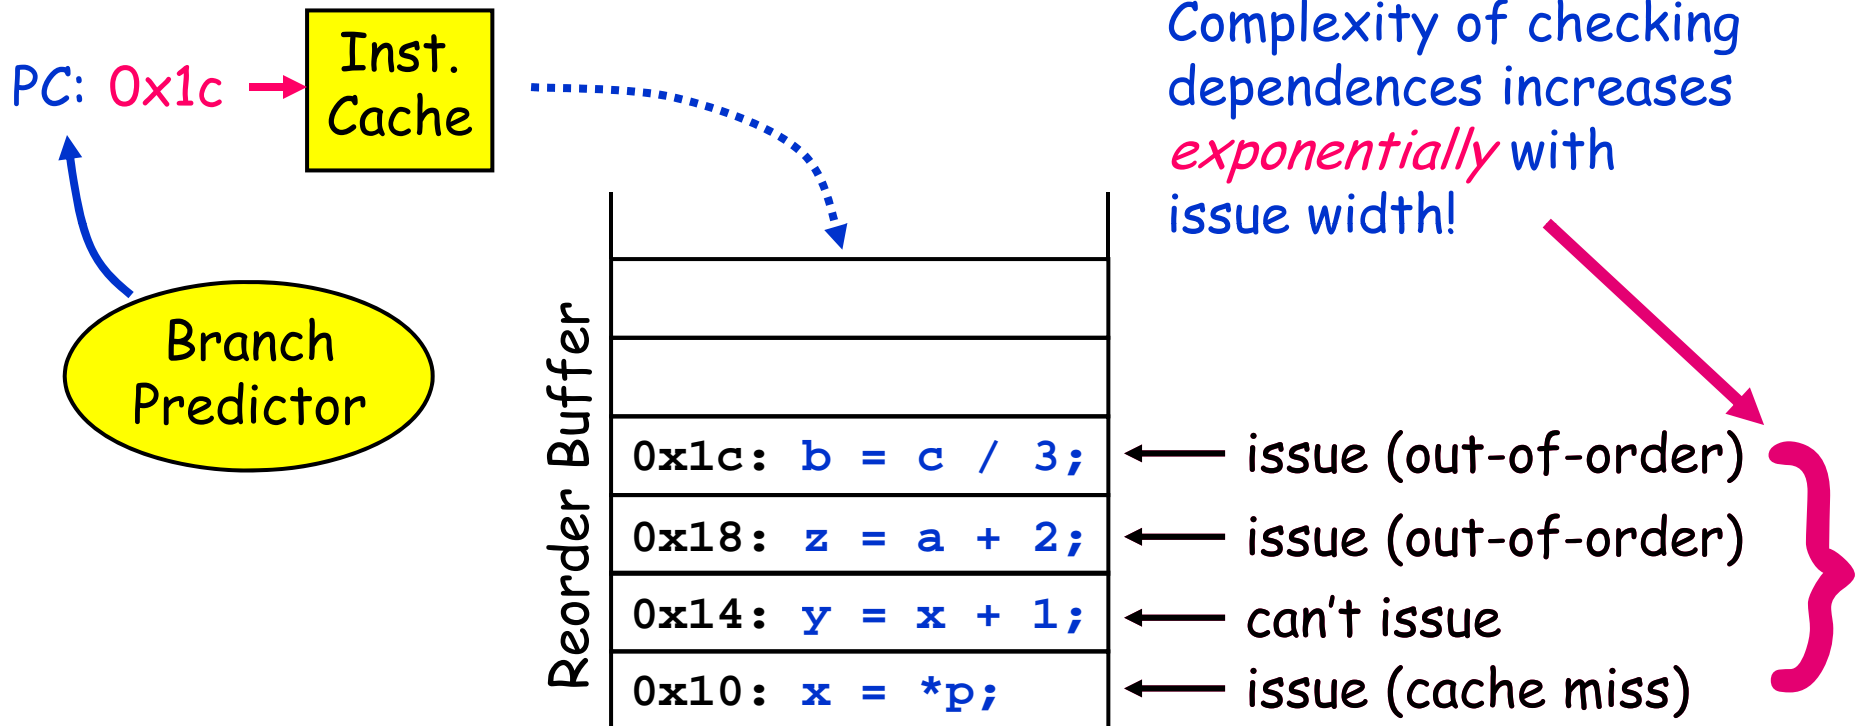 PC: 0x1c
Inst.
Cache
Complexity of checking
dependences increases
exponentially with
issue width!
Branch
Predictor
Reorder Buffer
0x1c: b = c / 3;
issue (out-of-order)
0x18: z = a + 2;
issue (out-of-order)
0x14: y = x + 1;
can't issue
0x10: x = *p;
issue (cache miss)